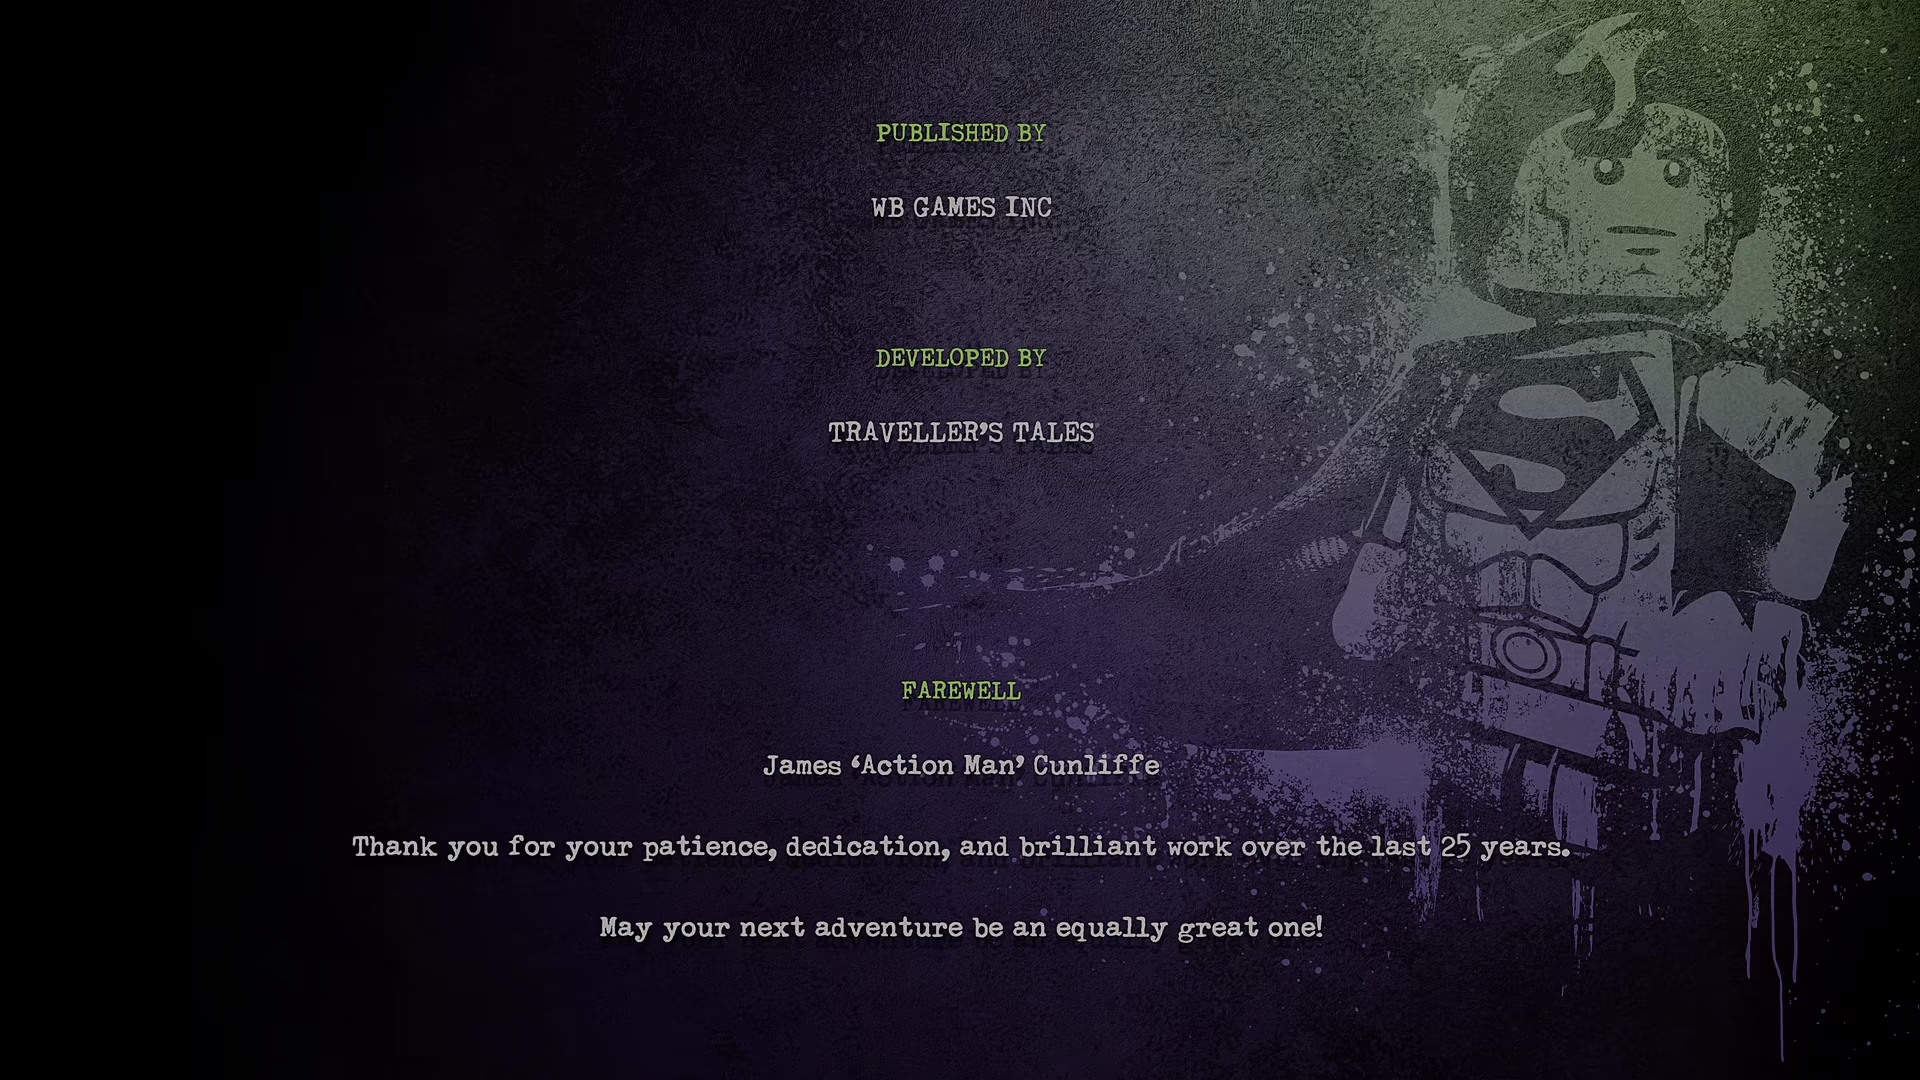 PUBLISHED BY
WB GAMES INC
DEVELOPED BY
TRAVELLER’S TALES
FAREWELL
James ‘Action Man’ Cunliffe
Thank you for your patience, dedication, and brilliant work over the last 25 years.
May your next adventure be an equally great one!